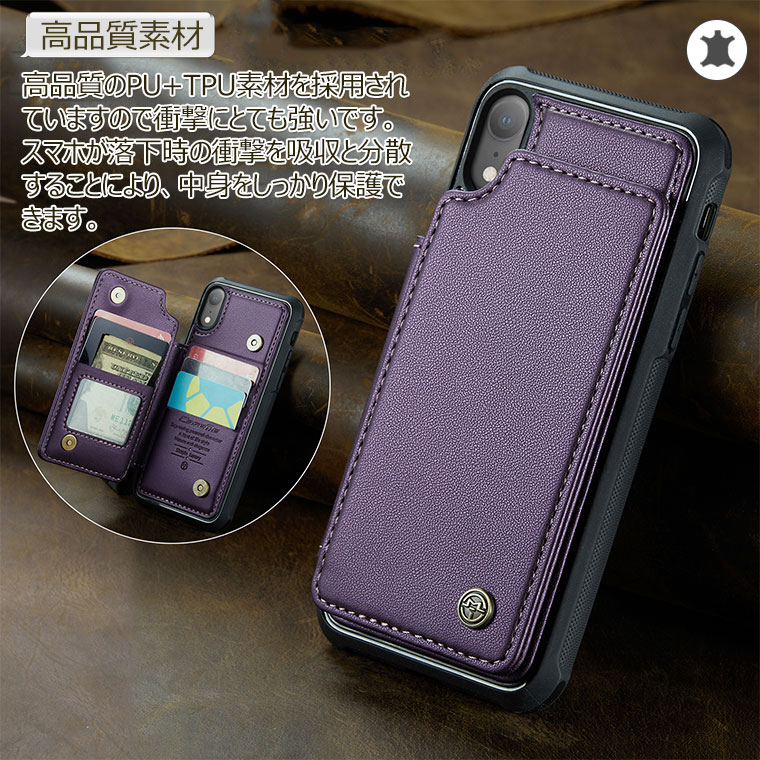 高品質素材
高品質のPU+TPU素材を採用され
ていますので衝撃にとても強いです。
スマホが落下時の衝撃を吸収と分散
することにより、中身をしっかり保護で
きます。